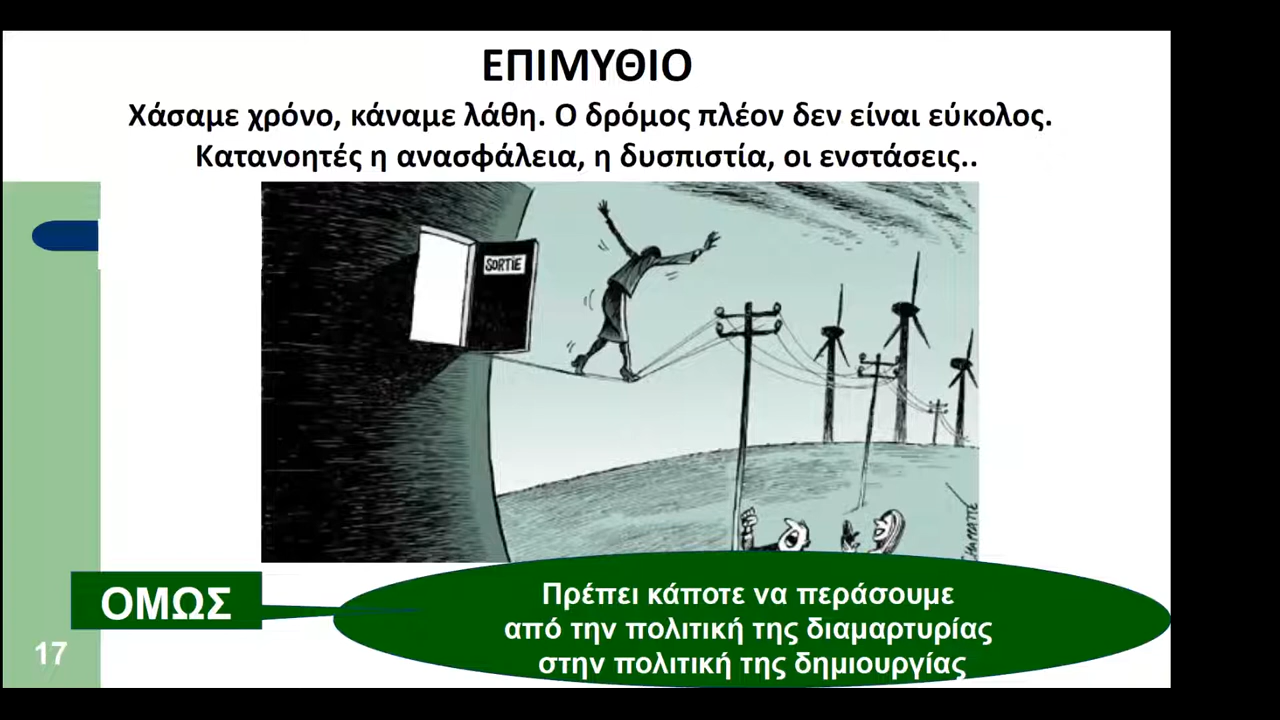 ΕΠΙΜΥΘΙΟ
Χάσαμε χρόνο, κάναμε λάθη. Ο δρόμος πλέον δεν είναι εύκολος.
Κατανοητές η ανασφάλεια, η δυσπιστία, οι ενστάσεις..
SORTIE
ΟΜΩΣ
Πρέπει κάποτε να περάσουμε
από την πολιτική της διαμαρτυρίας
στην πολιτική της δημιουργίας
17